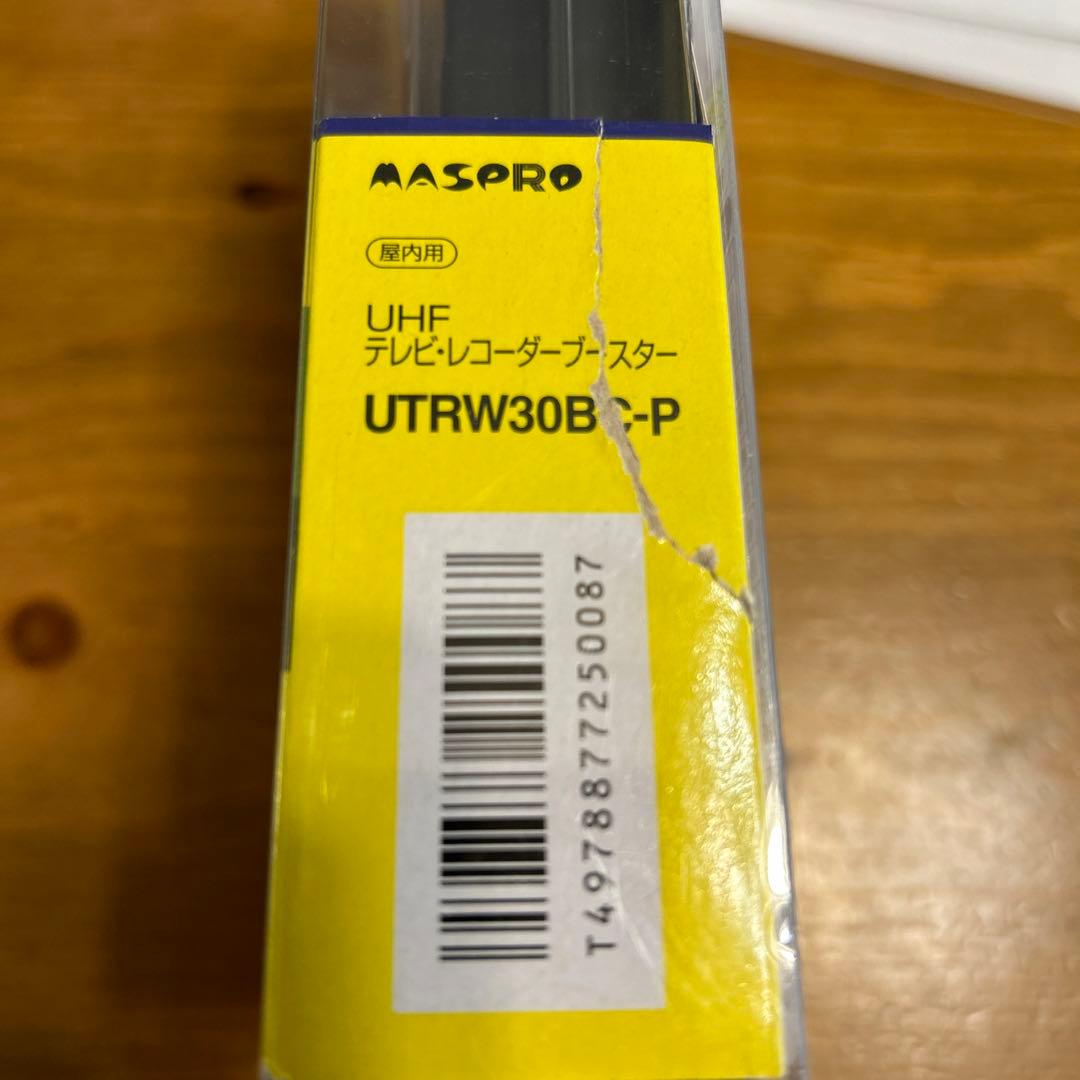 MASPRO
屋内用
UHF
テレビ・レコーダーブースター
UTRW30BC-P
T4978877250087